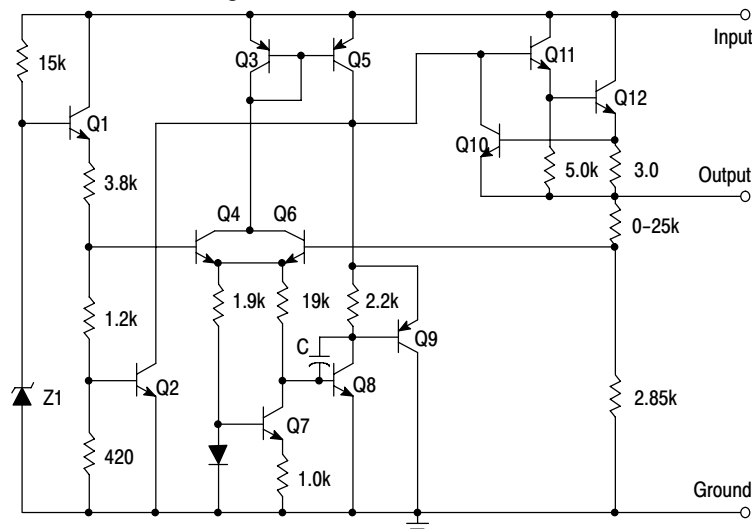 Input
15k
Q3
Q5
Q11
Q12
Q1
Q10
3.8k
5.0k
3.0
Output
Q4
Q6
0–25k
1.9k
19k
2.2k
1.2k
C
Q9
Z1
Q2
Q8
2.85k
Q7
420
1.0k
Ground